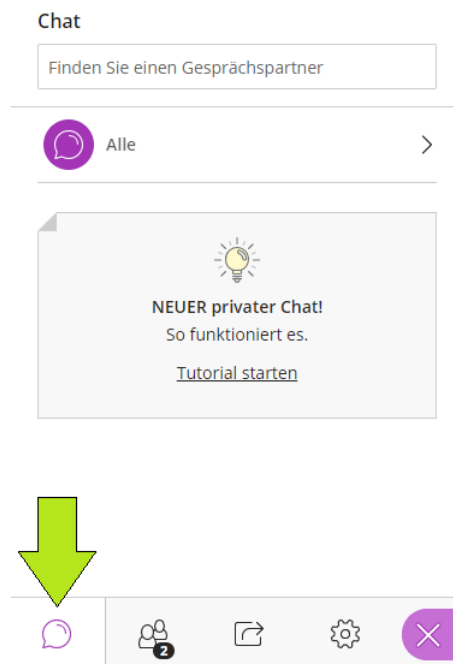 Chat
Finden Sie einen Gesprächspartner
Alle
NEUER privater Chat!
So funktioniert es.
Tutorial starten
2